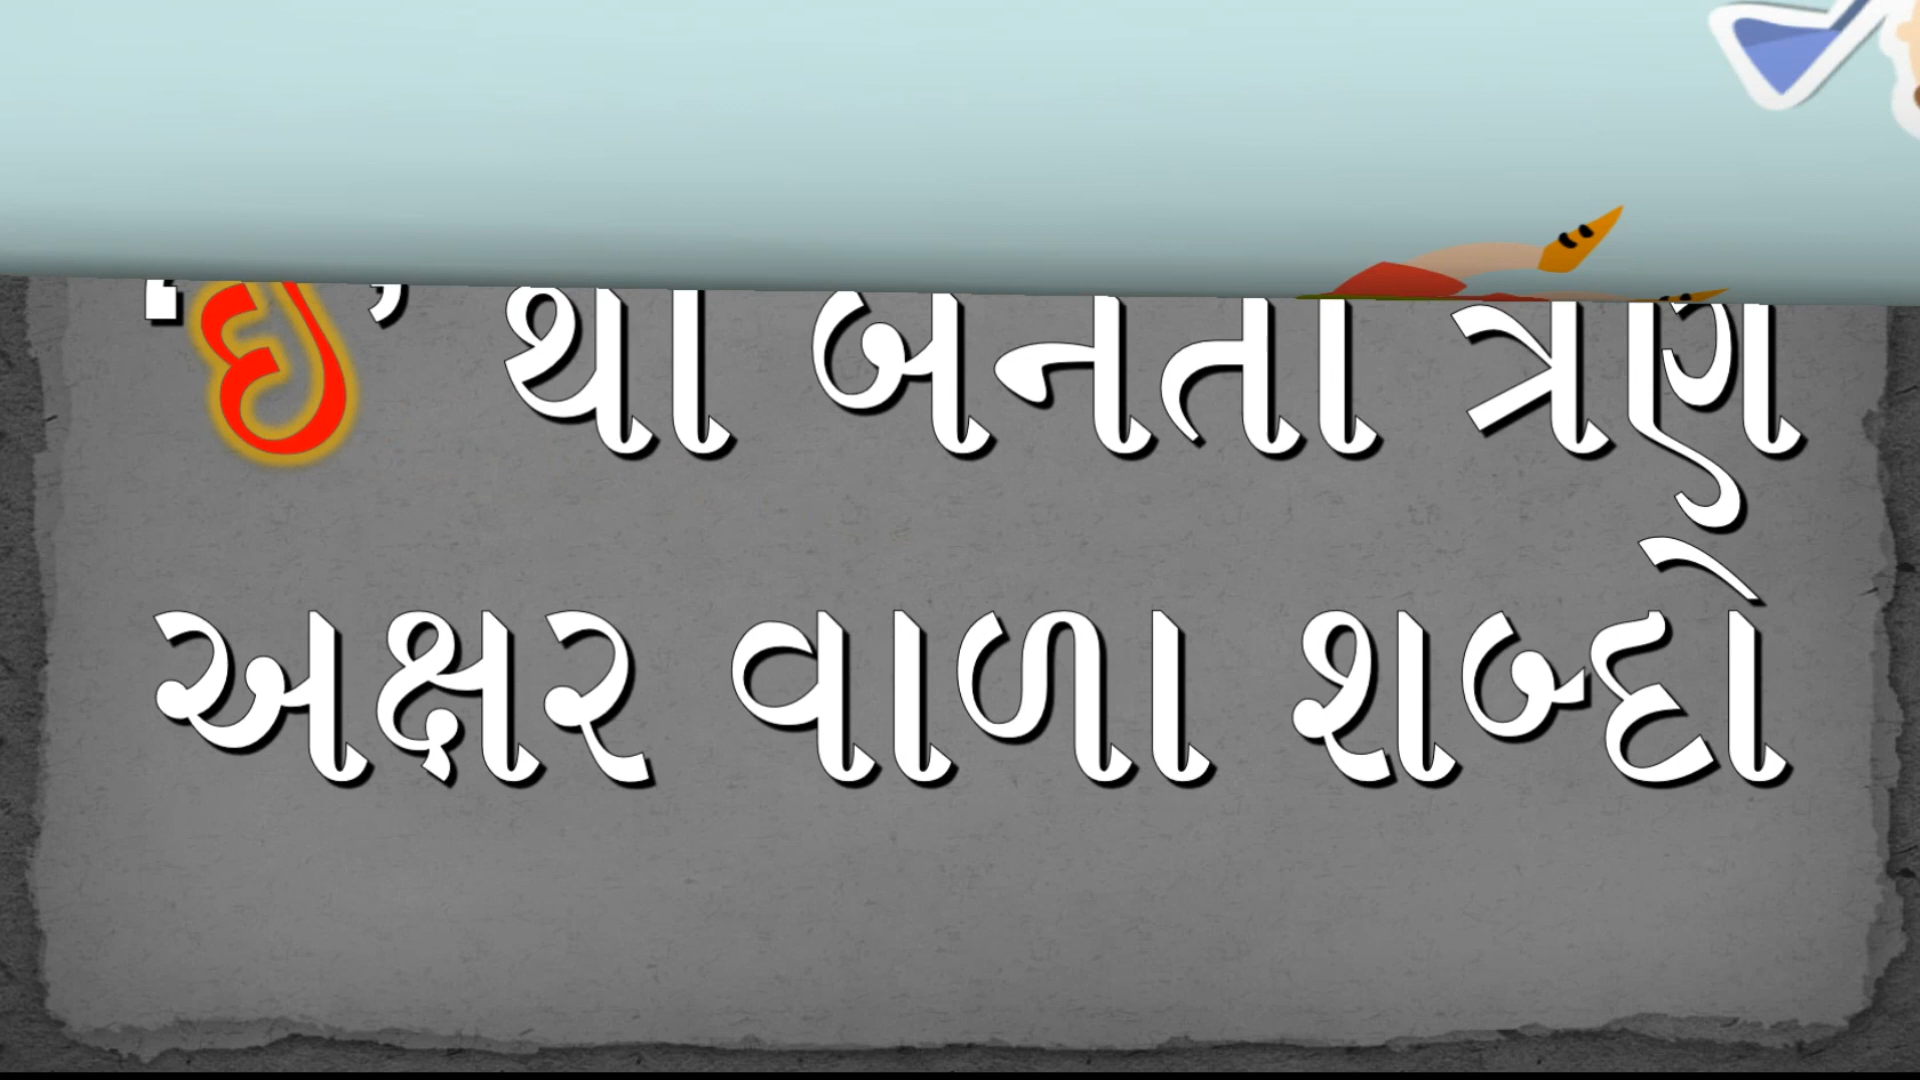 થી બનતા ત્રણ
અક્ષર વાળા શબ્દો